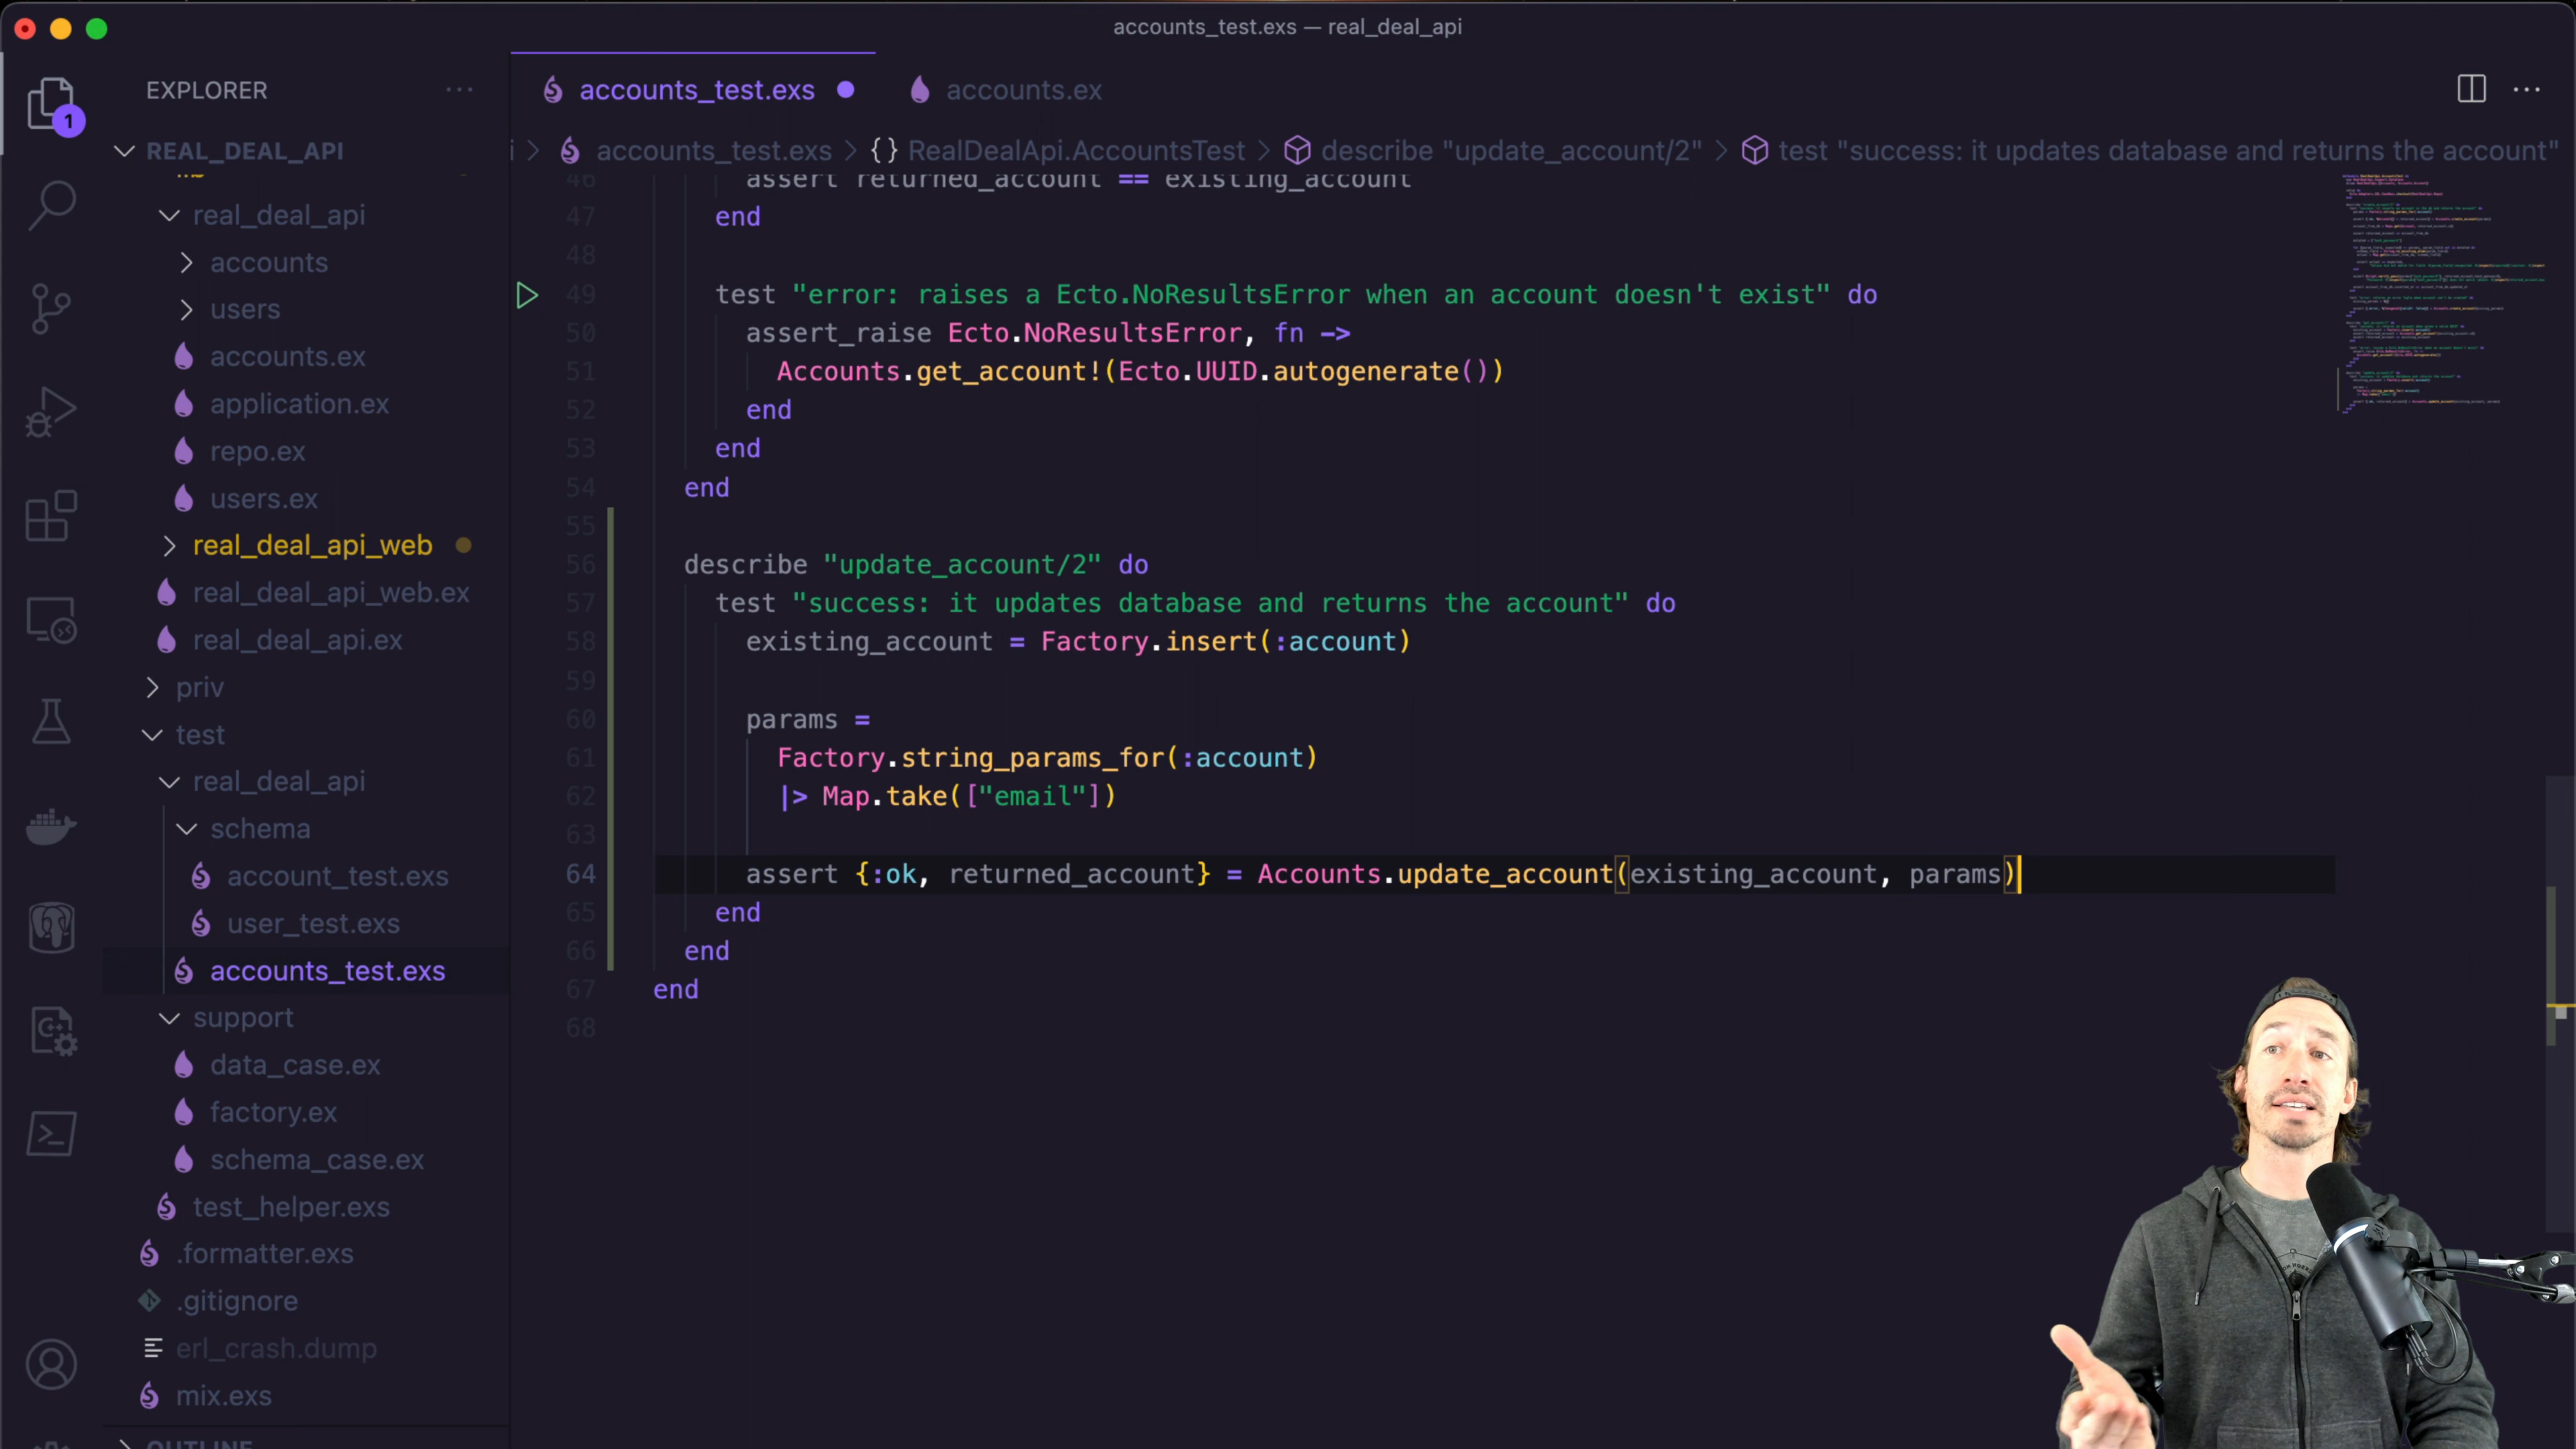 accounts_test.exs — real_deal_api
EXPLORER
accounts_test.exs
accounts.ex
1
REAL_DEAL_API
i > accounts_test.exs > {} RealDealApi.AccountsTest > describe "update_account/2" > test "success: it updates database and returns the account"
real_deal_api
accounts
users
accounts.ex
application.ex
repo.ex
users.ex
real_deal_api_web
real_deal_api_web.ex
real_deal_api.ex
priv
test
real_deal_api
schema
account_test.exs
user_test.exs
accounts_test.exs
support
data_case.ex
factory.ex
schema_case.ex
test_helper.exs
.formatter.exs
.gitignore
erl_crash.dump
mix.exs
OUTLINE
46 assert returned_account == existing_account
47 end
48
49 test "error: raises a Ecto.NoResultsError when an account doesn't exist" do
50 assert_raise Ecto.NoResultsError, fn ->
51 Accounts.get_account!(Ecto.UUID.autogenerate())
52 end
53 end
54 end
55
56 describe "update_account/2" do
57 test "success: it updates database and returns the account" do
58 existing_account = Factory.insert(:account)
59
60 params =
61 Factory.string_params_for(:account)
62 |> Map.take(["email"])
63
64 assert {:ok, returned_account} = Accounts.update_account(existing_account, params)
65 end
66 end
67 end
68